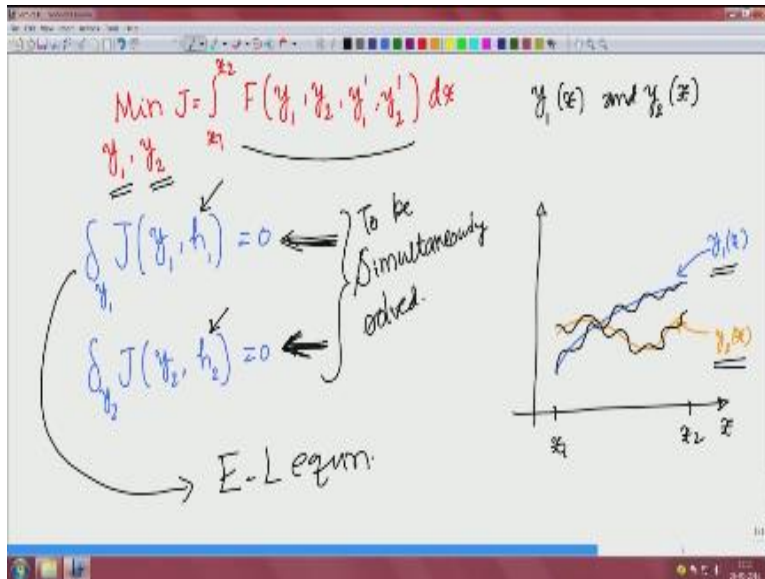 Min J = ∫_{x1}^{x2} F(y1, y2, y1', y2') dx
y1, y2
y1(x) and y2(x)
δ_{y1} J(y1, h1) = 0
δ_{y2} J(y2, h2) = 0
To be
Simultaneously
solved.
E-L equn.
y1(x)
y2(x)
x1
x2
x